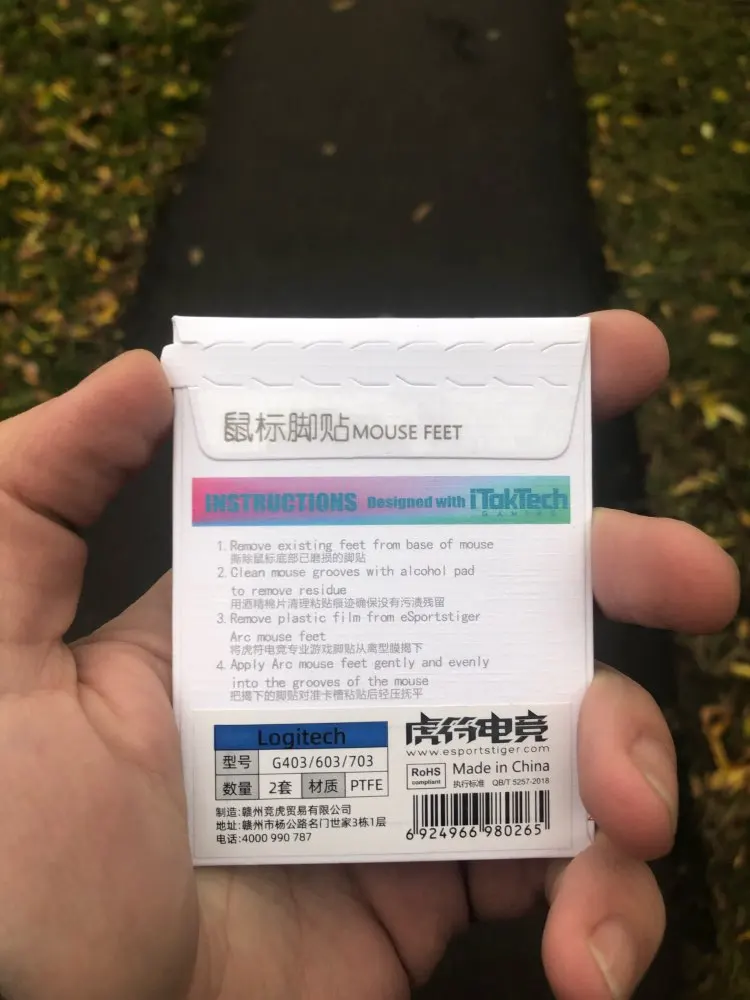 鼠标脚贴 MOUSE FEET
INSTRUCTIONS Designed with iTokTech
GAMING
1. Remove existing feet from base of mouse
撕除鼠标底部已磨损的脚贴
2. Clean mouse grooves with alcohol pad
to remove residue
用酒精棉片清理粘贴痕迹确保没有污渍残留
3. Remove plastic film from eSportstiger
Arc mouse feet
将虎符电竞专业游戏脚贴从离型膜揭下
4. Apply Arc mouse feet gently and evenly
into the grooves of the mouse
把揭下的脚贴对准卡槽粘贴后轻压抚平
Logitech
型号 G403/603/703
数量 2套 材质 PTFE
制造:赣州竞虎贸易有限公司
地址:赣州市杨公路名门世家3栋1层
电话:4000 990 787
虎符电竞
www.esportstiger.com
RoHS
compliant
Made in China
执行标准 QB/T 5257-2018
6 924966 980265